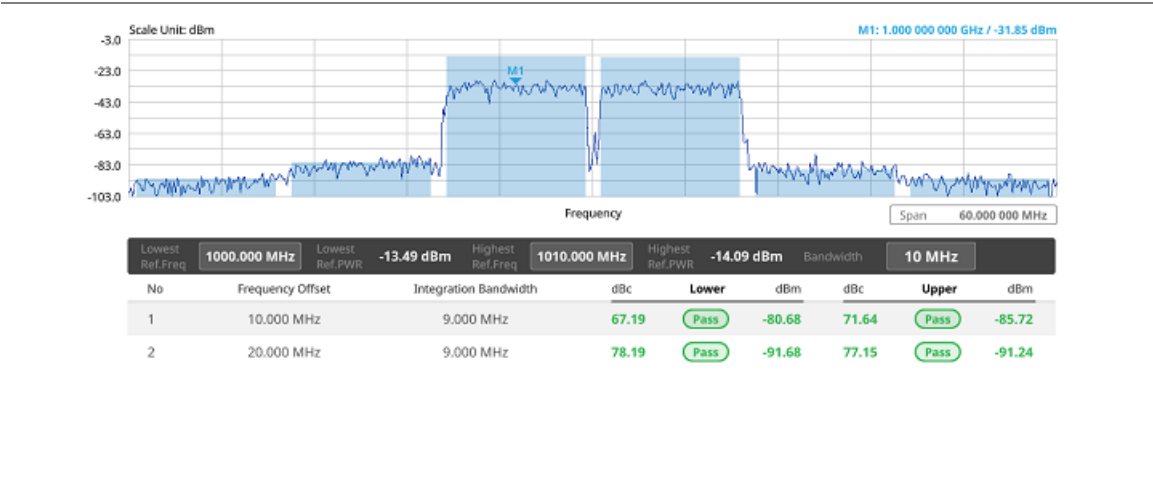 Scale Unit: dBm
M1: 1.000 000 000 GHz / -31.85 dBm
-3.0
M1
-23.0
-43.0
-63.0
-83.0
-103.0
Frequency
Span 60.000 000 MHz
Lowest Ref.Freq 1000.000 MHz Lowest Ref.PWR -13.49 dBm Highest Ref.Freq 1010.000 MHz Highest Ref.PWR -14.09 dBm Bandwidth 10 MHz
No Frequency Offset Integration Bandwidth dBc Lower dBm dBc Upper dBm
1 10.000 MHz 9.000 MHz 67.19 Pass -80.68 71.64 Pass -85.72
2 20.000 MHz 9.000 MHz 78.19 Pass -91.68 77.15 Pass -91.24